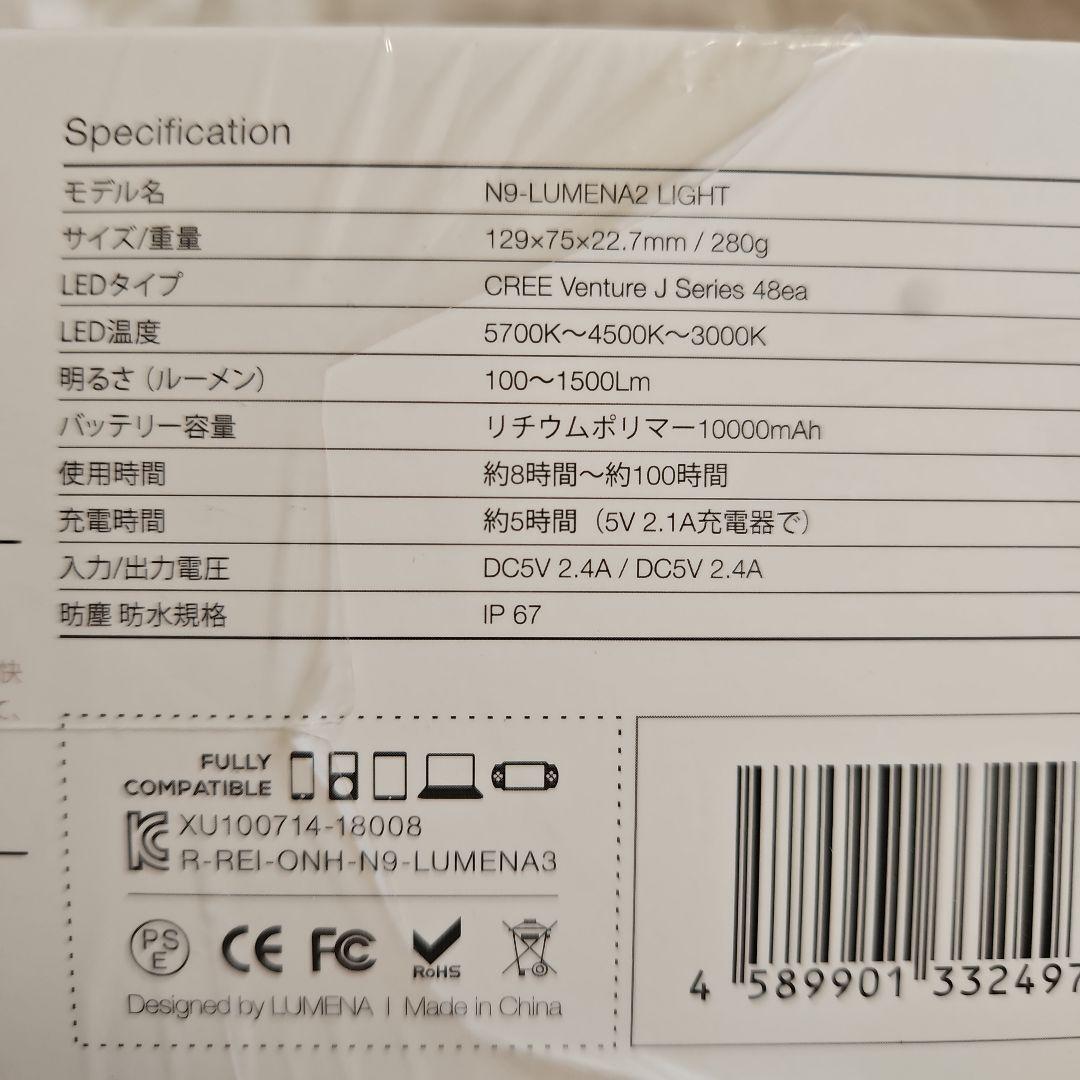 Specification
モデル名 N9-LUMENA2 LIGHT
サイズ/重量 129×75×22.7mm / 280g
LEDタイプ CREE Venture J Series 48ea
LED温度 5700K〜4500K〜3000K
明るさ（ルーメン） 100〜1500Lm
バッテリー容量 リチウムポリマー10000mAh
使用時間 約8時間〜約100時間
充電時間 約5時間（5V 2.1A充電器で）
入力/出力電圧 DC5V 2.4A / DC5V 2.4A
防塵 防水規格 IP 67
快
て、
FULLY
COMPATIBLE
XU100714-18008
R-REI-ONH-N9-LUMENA3
PSE CE FC RoHS
Designed by LUMENA | Made in China
4 589901 332497